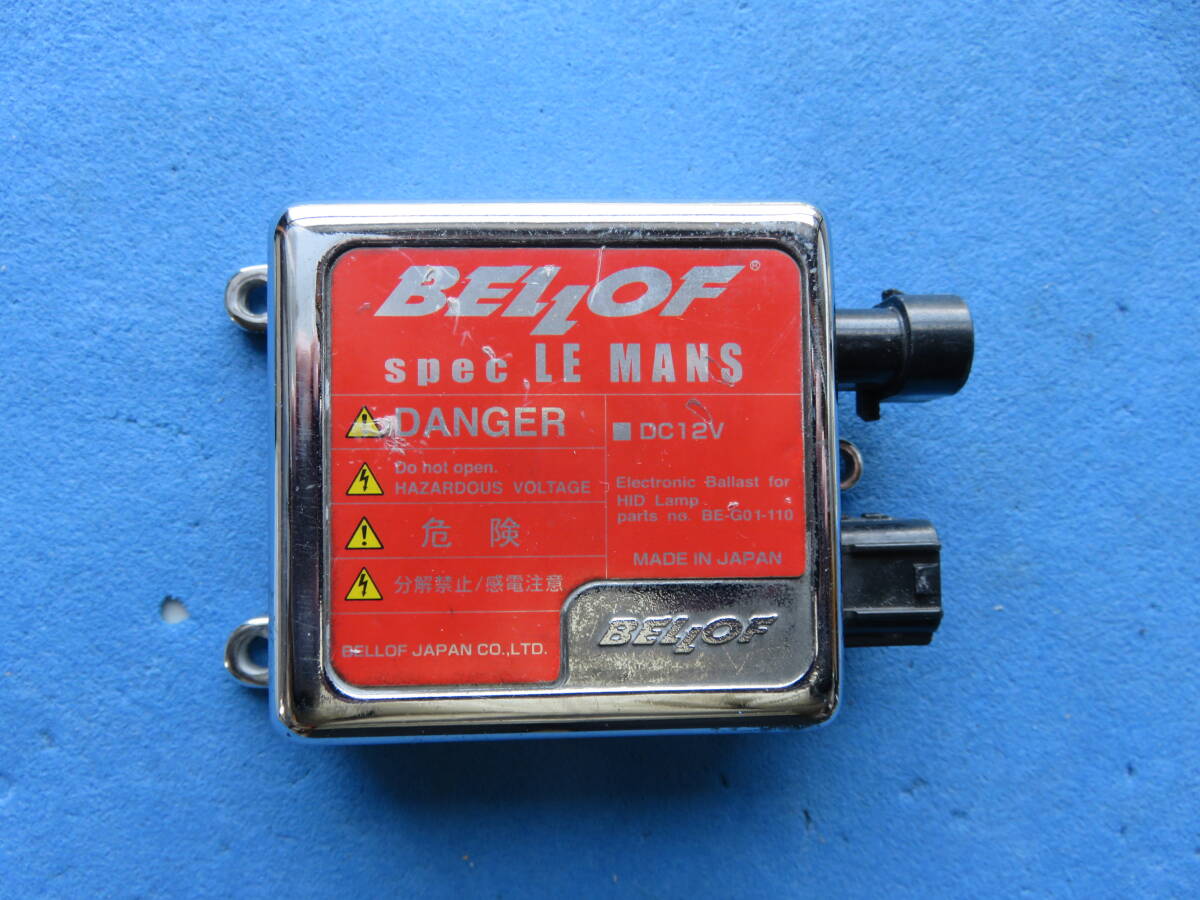 BELLOF®
spec LE MANS
DANGER
Do not open.
HAZARDOUS VOLTAGE
危険
分解禁止/感電注意
BELLOF JAPAN CO.,LTD.
DC12V
Electronic Ballast for
HID Lamp
parts no. BE-G01-110
MADE IN JAPAN
BELLOF